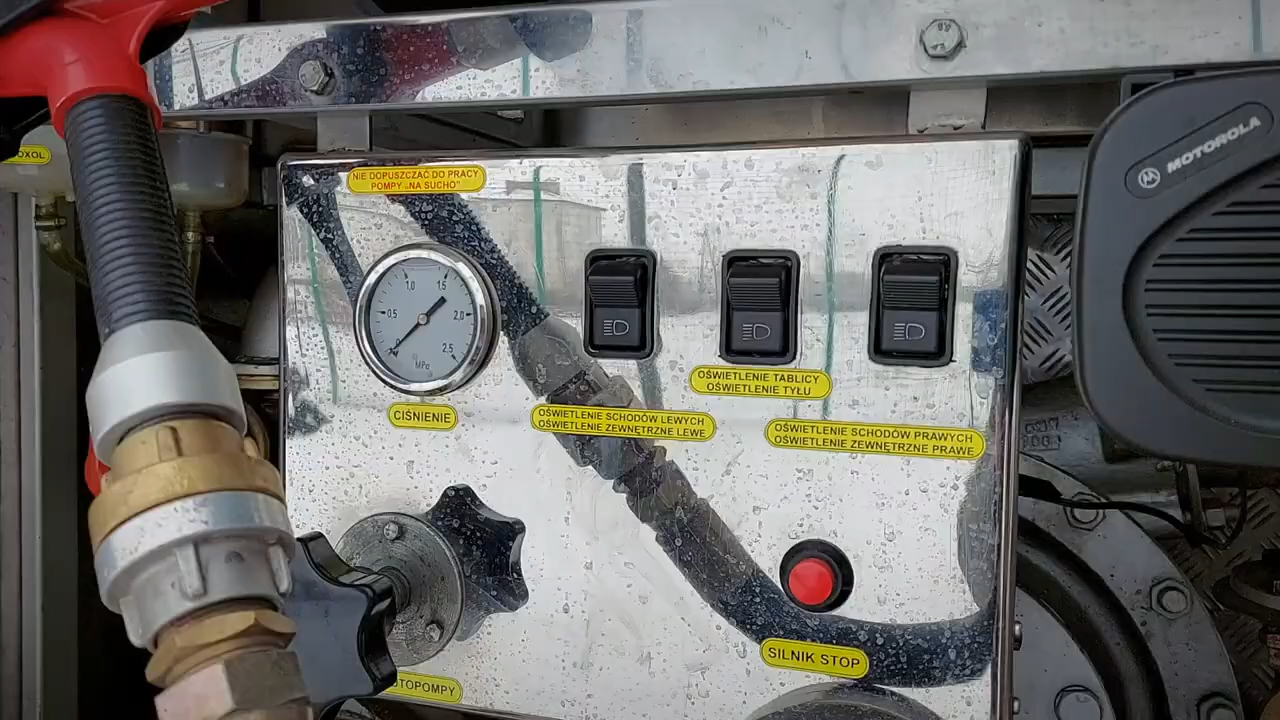 OXOL
NIE DOPUSZCZAĆ DO PRACY
POMPY „NA SUCHO"
MOTOROLA
0,5
1,0
1,5
2,0
2,5
MPa
CIŚNIENIE
OŚWIETLENIE SCHODÓW LEWYCH
OŚWIETLENIE ZEWNĘTRZNE LEWE
OŚWIETLENIE TABLICY
OŚWIETLENIE TYŁU
OŚWIETLENIE SCHODÓW PRAWYCH
OŚWIETLENIE ZEWNĘTRZNE PRAWE
SILNIK STOP
OTOPOMPY